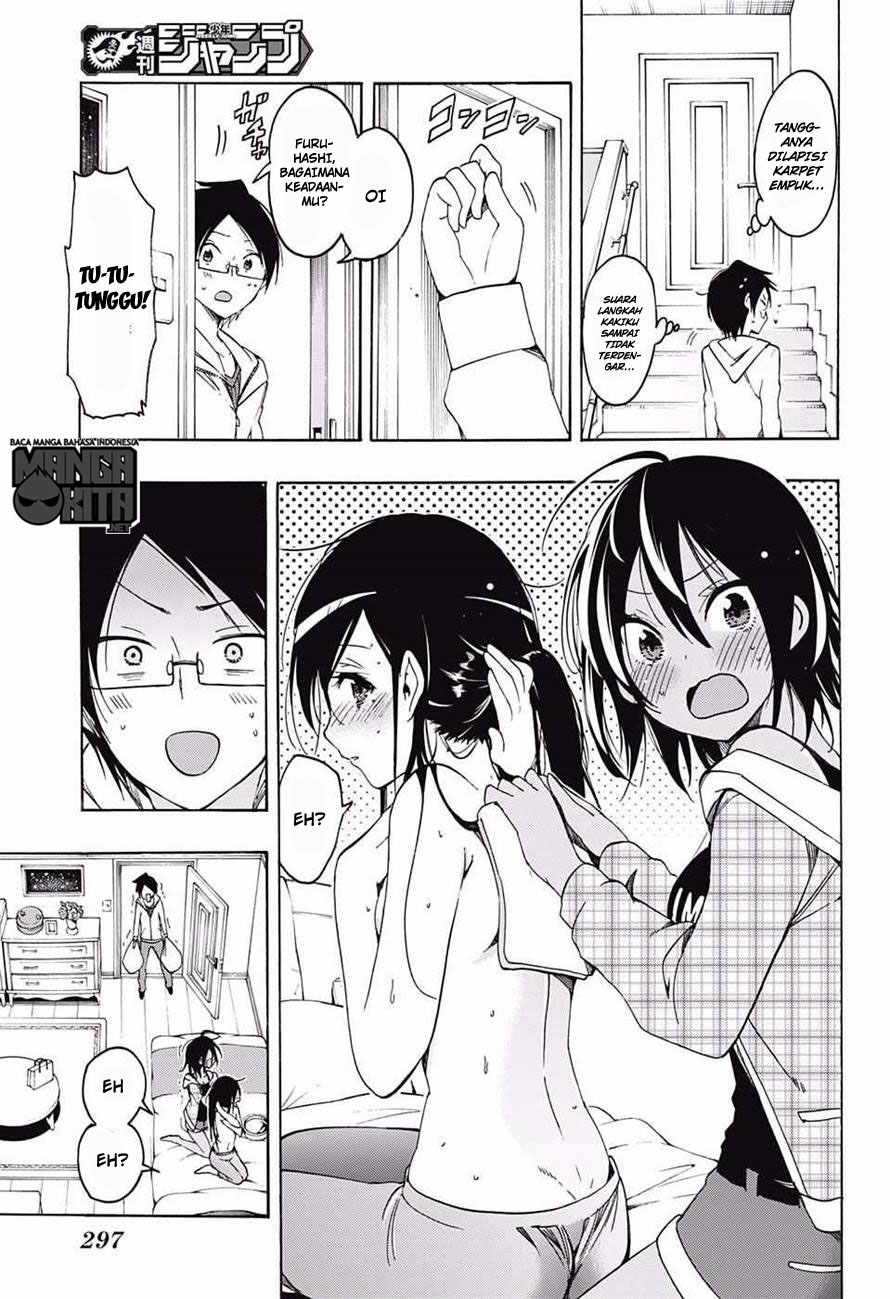 週刊
少年
ジャンプ
TANGG-
ANYA
DILAPISI
KARPET
EMPUK...
SUARA
LANGKAH
KAKIKU
SAMPAI
TIDAK
TERDEN-
GAR...
コンコン
OI
FURU-
HASHI,
BAGAIMANA
KEADAAN-
MU?
ガチャ
TU-TU-
TUNGGU!
BACA MANGA BAHASA INDONESIA
MANGA
KITA
.NET
EH?
EH
EH?
IM
297